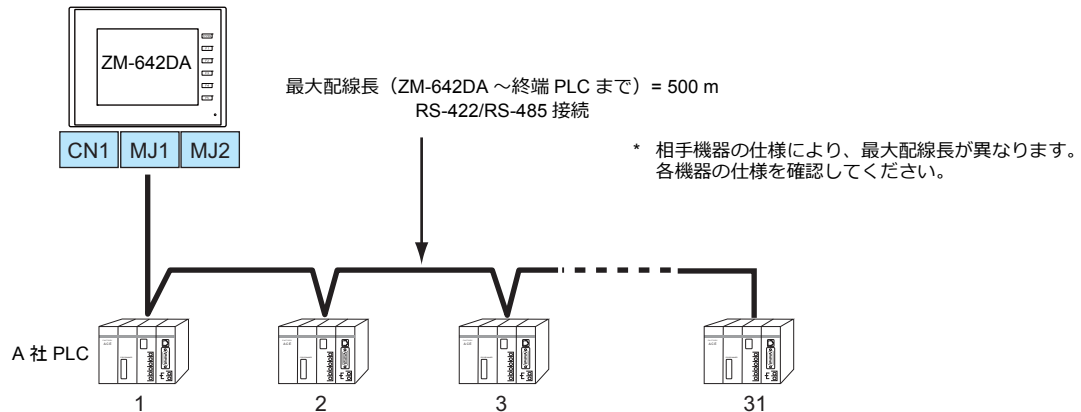 ZM-642DA
CN1 MJ1 MJ2
最大配線長（ZM-642DA ～終端 PLC まで）= 500 m
RS-422/RS-485 接続
* 相手機器の仕様により、最大配線長が異なります。
各機器の仕様を確認してください。
A 社 PLC
1 2 3 31